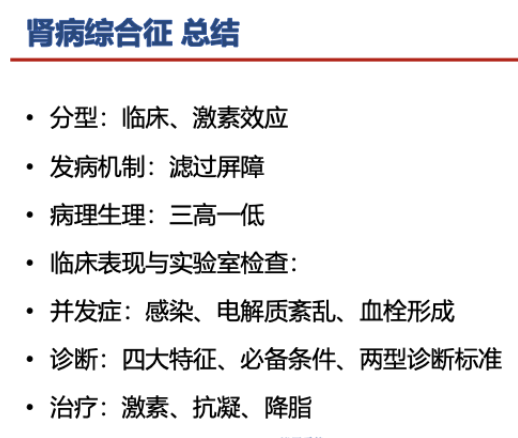 肾病综合征 总结
• 分型：临床、激素效应
• 发病机制：滤过屏障
• 病理生理：三高一低
• 临床表现与实验室检查：
• 并发症：感染、电解质紊乱、血栓形成
• 诊断：四大特征、必备条件、两型诊断标准
• 治疗：激素、抗凝、降脂